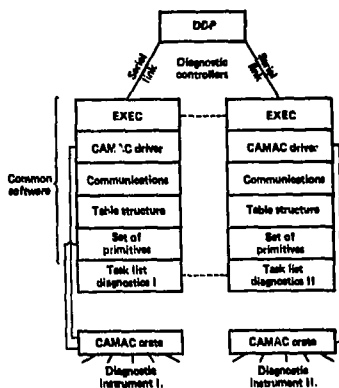 DDP
Serial link
Diagnostic controllers
Serial link
EXEC
EXEC
Common software
CAMAC driver
CAMAC driver
Communications
Communications
Table structure
Table structure
Set of primitives
Set of primitives
Task list diagnostics I
Task list diagnostics II
CAMAC crate
CAMAC crate
Diagnostic instrument I.
Diagnostic instrument II.